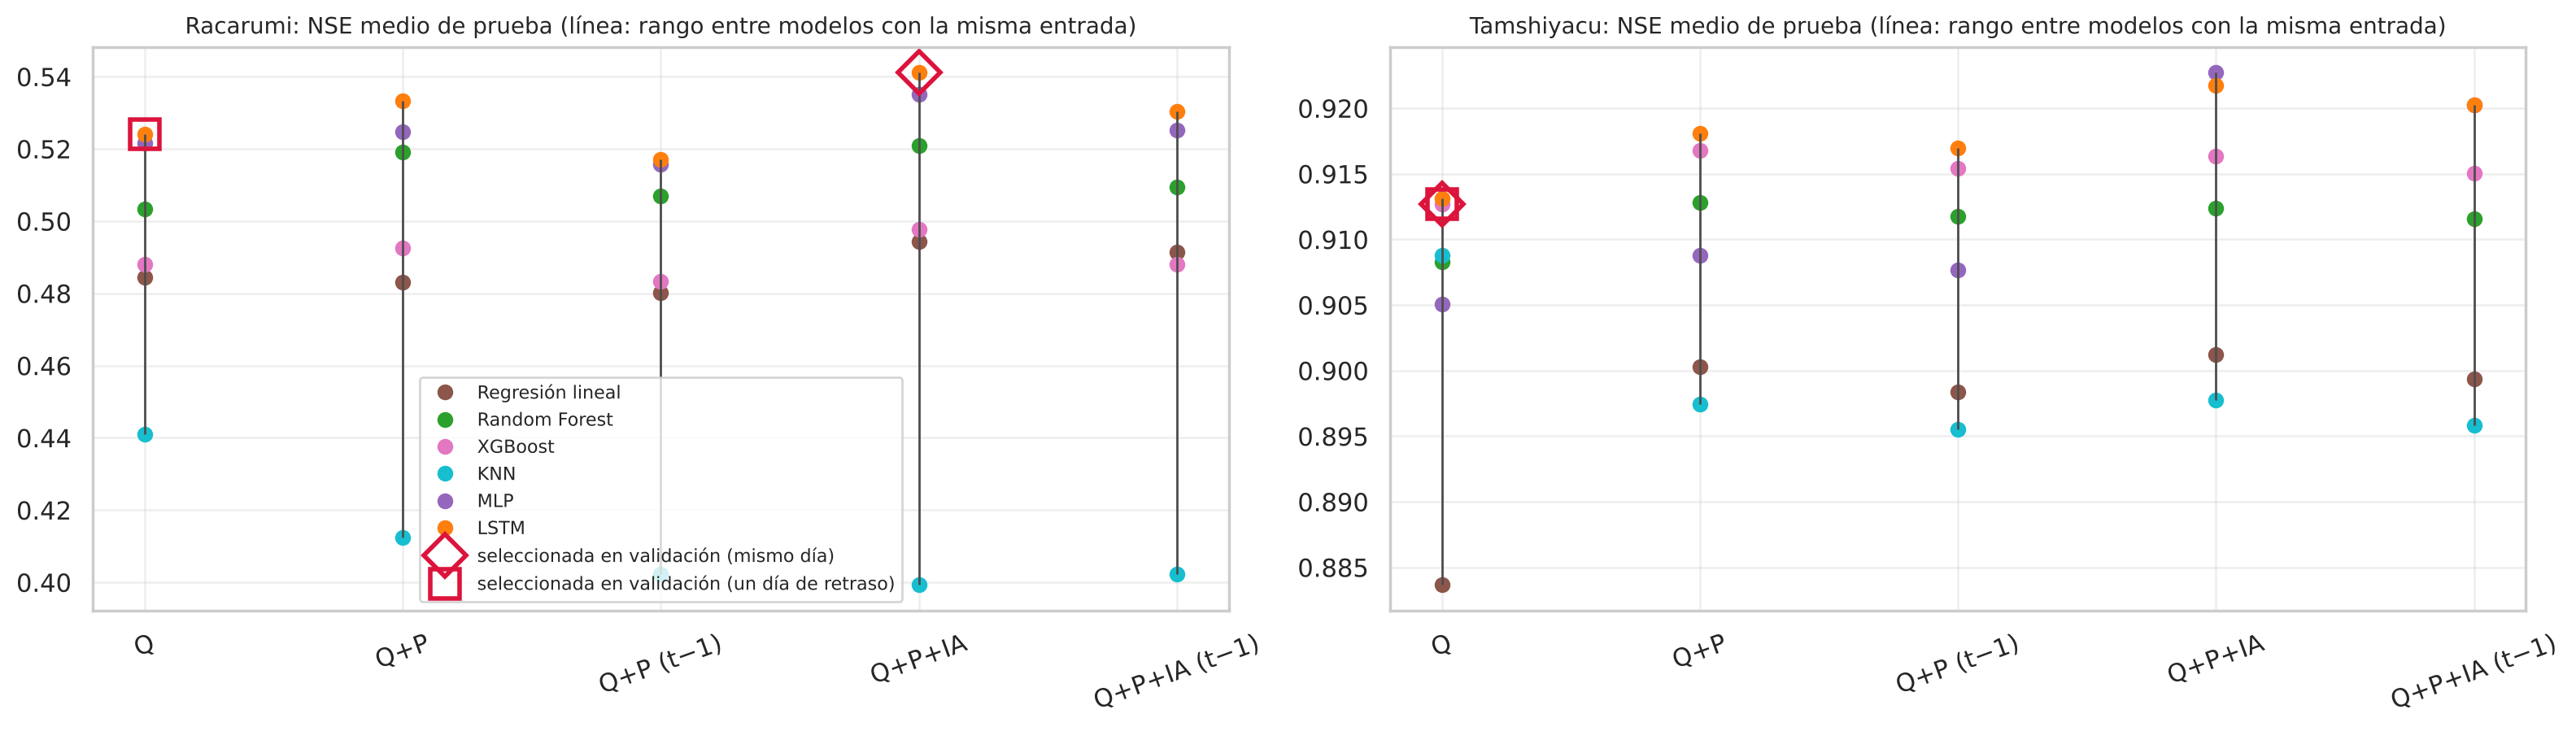 Racarumi: NSE medio de prueba (línea: rango entre modelos con la misma entrada)
0.54
0.52
0.50
0.48
0.46
0.44
0.42
0.40
Regresión lineal
Random Forest
XGBoost
KNN
MLP
LSTM
seleccionada en validación (mismo día)
seleccionada en validación (un día de retraso)
Q
Q+P
Q+P (t−1)
Q+P+IA
Q+P+IA (t−1)
Tamshiyacu: NSE medio de prueba (línea: rango entre modelos con la misma entrada)
0.920
0.915
0.910
0.905
0.900
0.895
0.890
0.885
Q
Q+P
Q+P (t−1)
Q+P+IA
Q+P+IA (t−1)